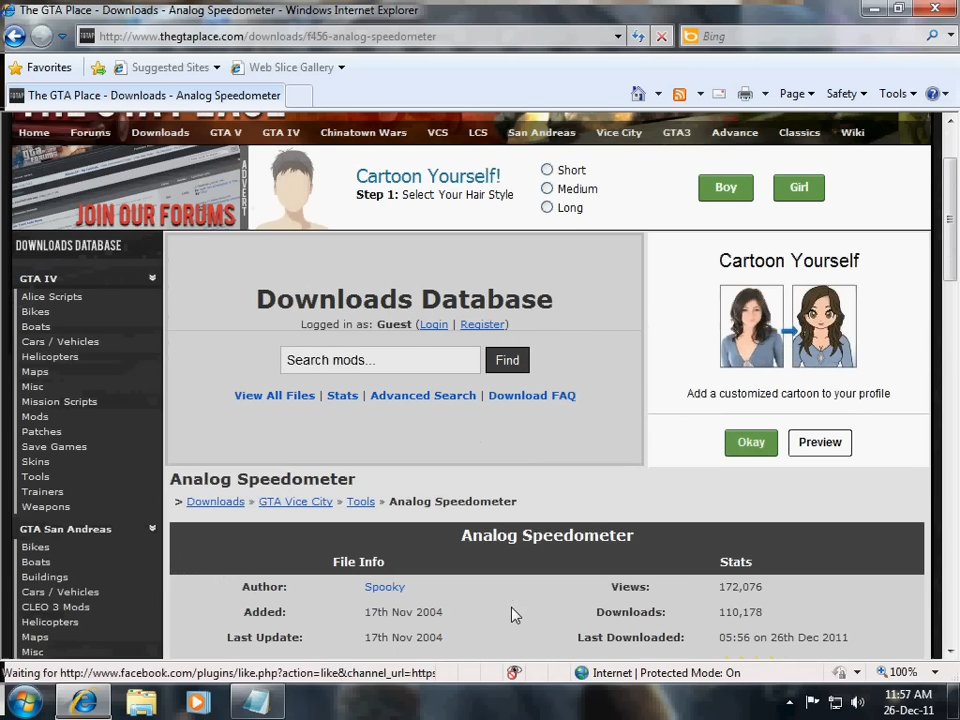 The GTA Place - Downloads - Analog Speedometer - Windows Internet Explorer
http://www.thegtaplace.com/downloads/f456-analog-speedometer
Bing
Favorites Suggested Sites Web Slice Gallery
The GTA Place - Downloads - Analog Speedometer
Page Safety Tools
Home Forums Downloads GTA V GTA IV Chinatown Wars VCS LCS San Andreas Vice City GTA3 Advance Classics Wiki
JOIN OUR FORUMS
ADVERT
Cartoon Yourself!
Step 1: Select Your Hair Style
Short
Medium
Long
Boy Girl
DOWNLOADS DATABASE
GTA IV
Alice Scripts
Bikes
Boats
Cars / Vehicles
Helicopters
Maps
Misc
Mission Scripts
Mods
Patches
Save Games
Skins
Tools
Trainers
Weapons
GTA San Andreas
Bikes
Boats
Buildings
Cars / Vehicles
CLEO 3 Mods
Helicopters
Maps
Misc
Downloads Database
Logged in as: Guest (Login | Register)
Search mods... Find
View All Files | Stats | Advanced Search | Download FAQ
Cartoon Yourself
Add a customized cartoon to your profile
Okay Preview
Analog Speedometer
> Downloads » GTA Vice City » Tools » Analog Speedometer
Analog Speedometer
File Info Stats
Author: Spooky Views: 172,076
Added: 17th Nov 2004 Downloads: 110,178
Last Update: 17th Nov 2004 Last Downloaded: 05:56 on 26th Dec 2011
Waiting for http://www.facebook.com/plugins/like.php?action=like&channel_url=https
Internet | Protected Mode: On
100%
11:57 AM
26-Dec-11